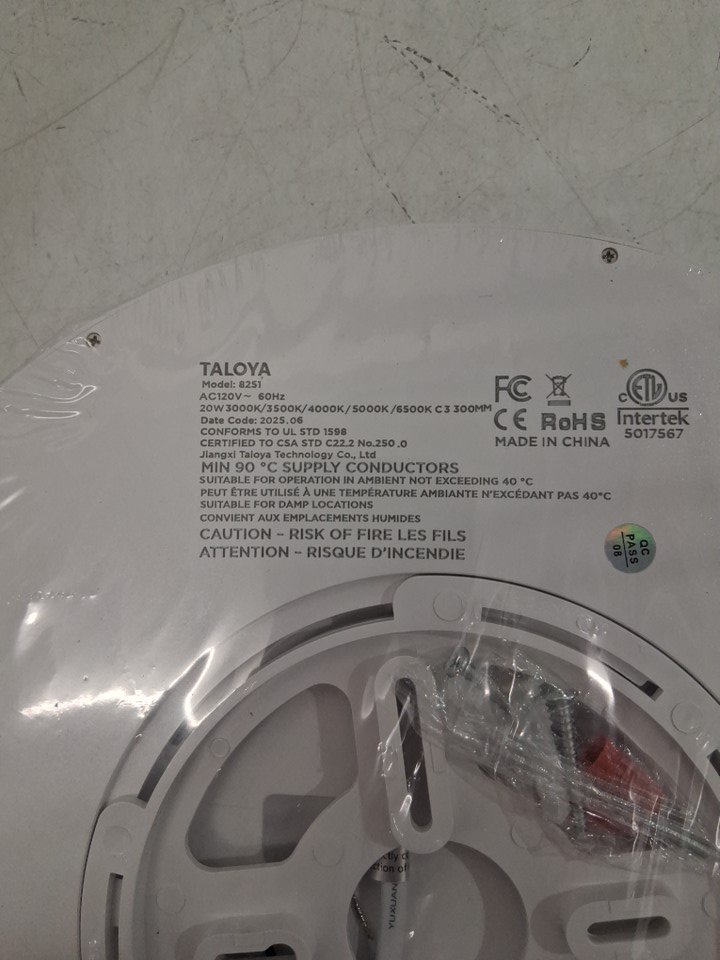 TALOYA
Model: 8251
AC120V~ 60Hz
20W 3000K/3500K/4000K/5000K/6500K C3 300MM
Date Code: 2025.06
CONFORMS TO UL STD 1598
CERTIFIED TO CSA STD C22.2 No.250 .0
Jiangxi Taloya Technology Co., Ltd
MIN 90 °C SUPPLY CONDUCTORS
SUITABLE FOR OPERATION IN AMBIENT NOT EXCEEDING 40 °C
PEUT ÊTRE UTILISÉ À UNE TEMPÉRATURE AMBIANTE N'EXCÉDANT PAS 40°C
SUITABLE FOR DAMP LOCATIONS
CONVIENT AUX EMPLACEMENTS HUMIDES
CAUTION - RISK OF FIRE LES FILS
ATTENTION - RISQUE D'INCENDIE
FC
CE RoHS
MADE IN CHINA
C ETL US
Intertek
5017567
QC
PASS
08
ction of
YUXUAN